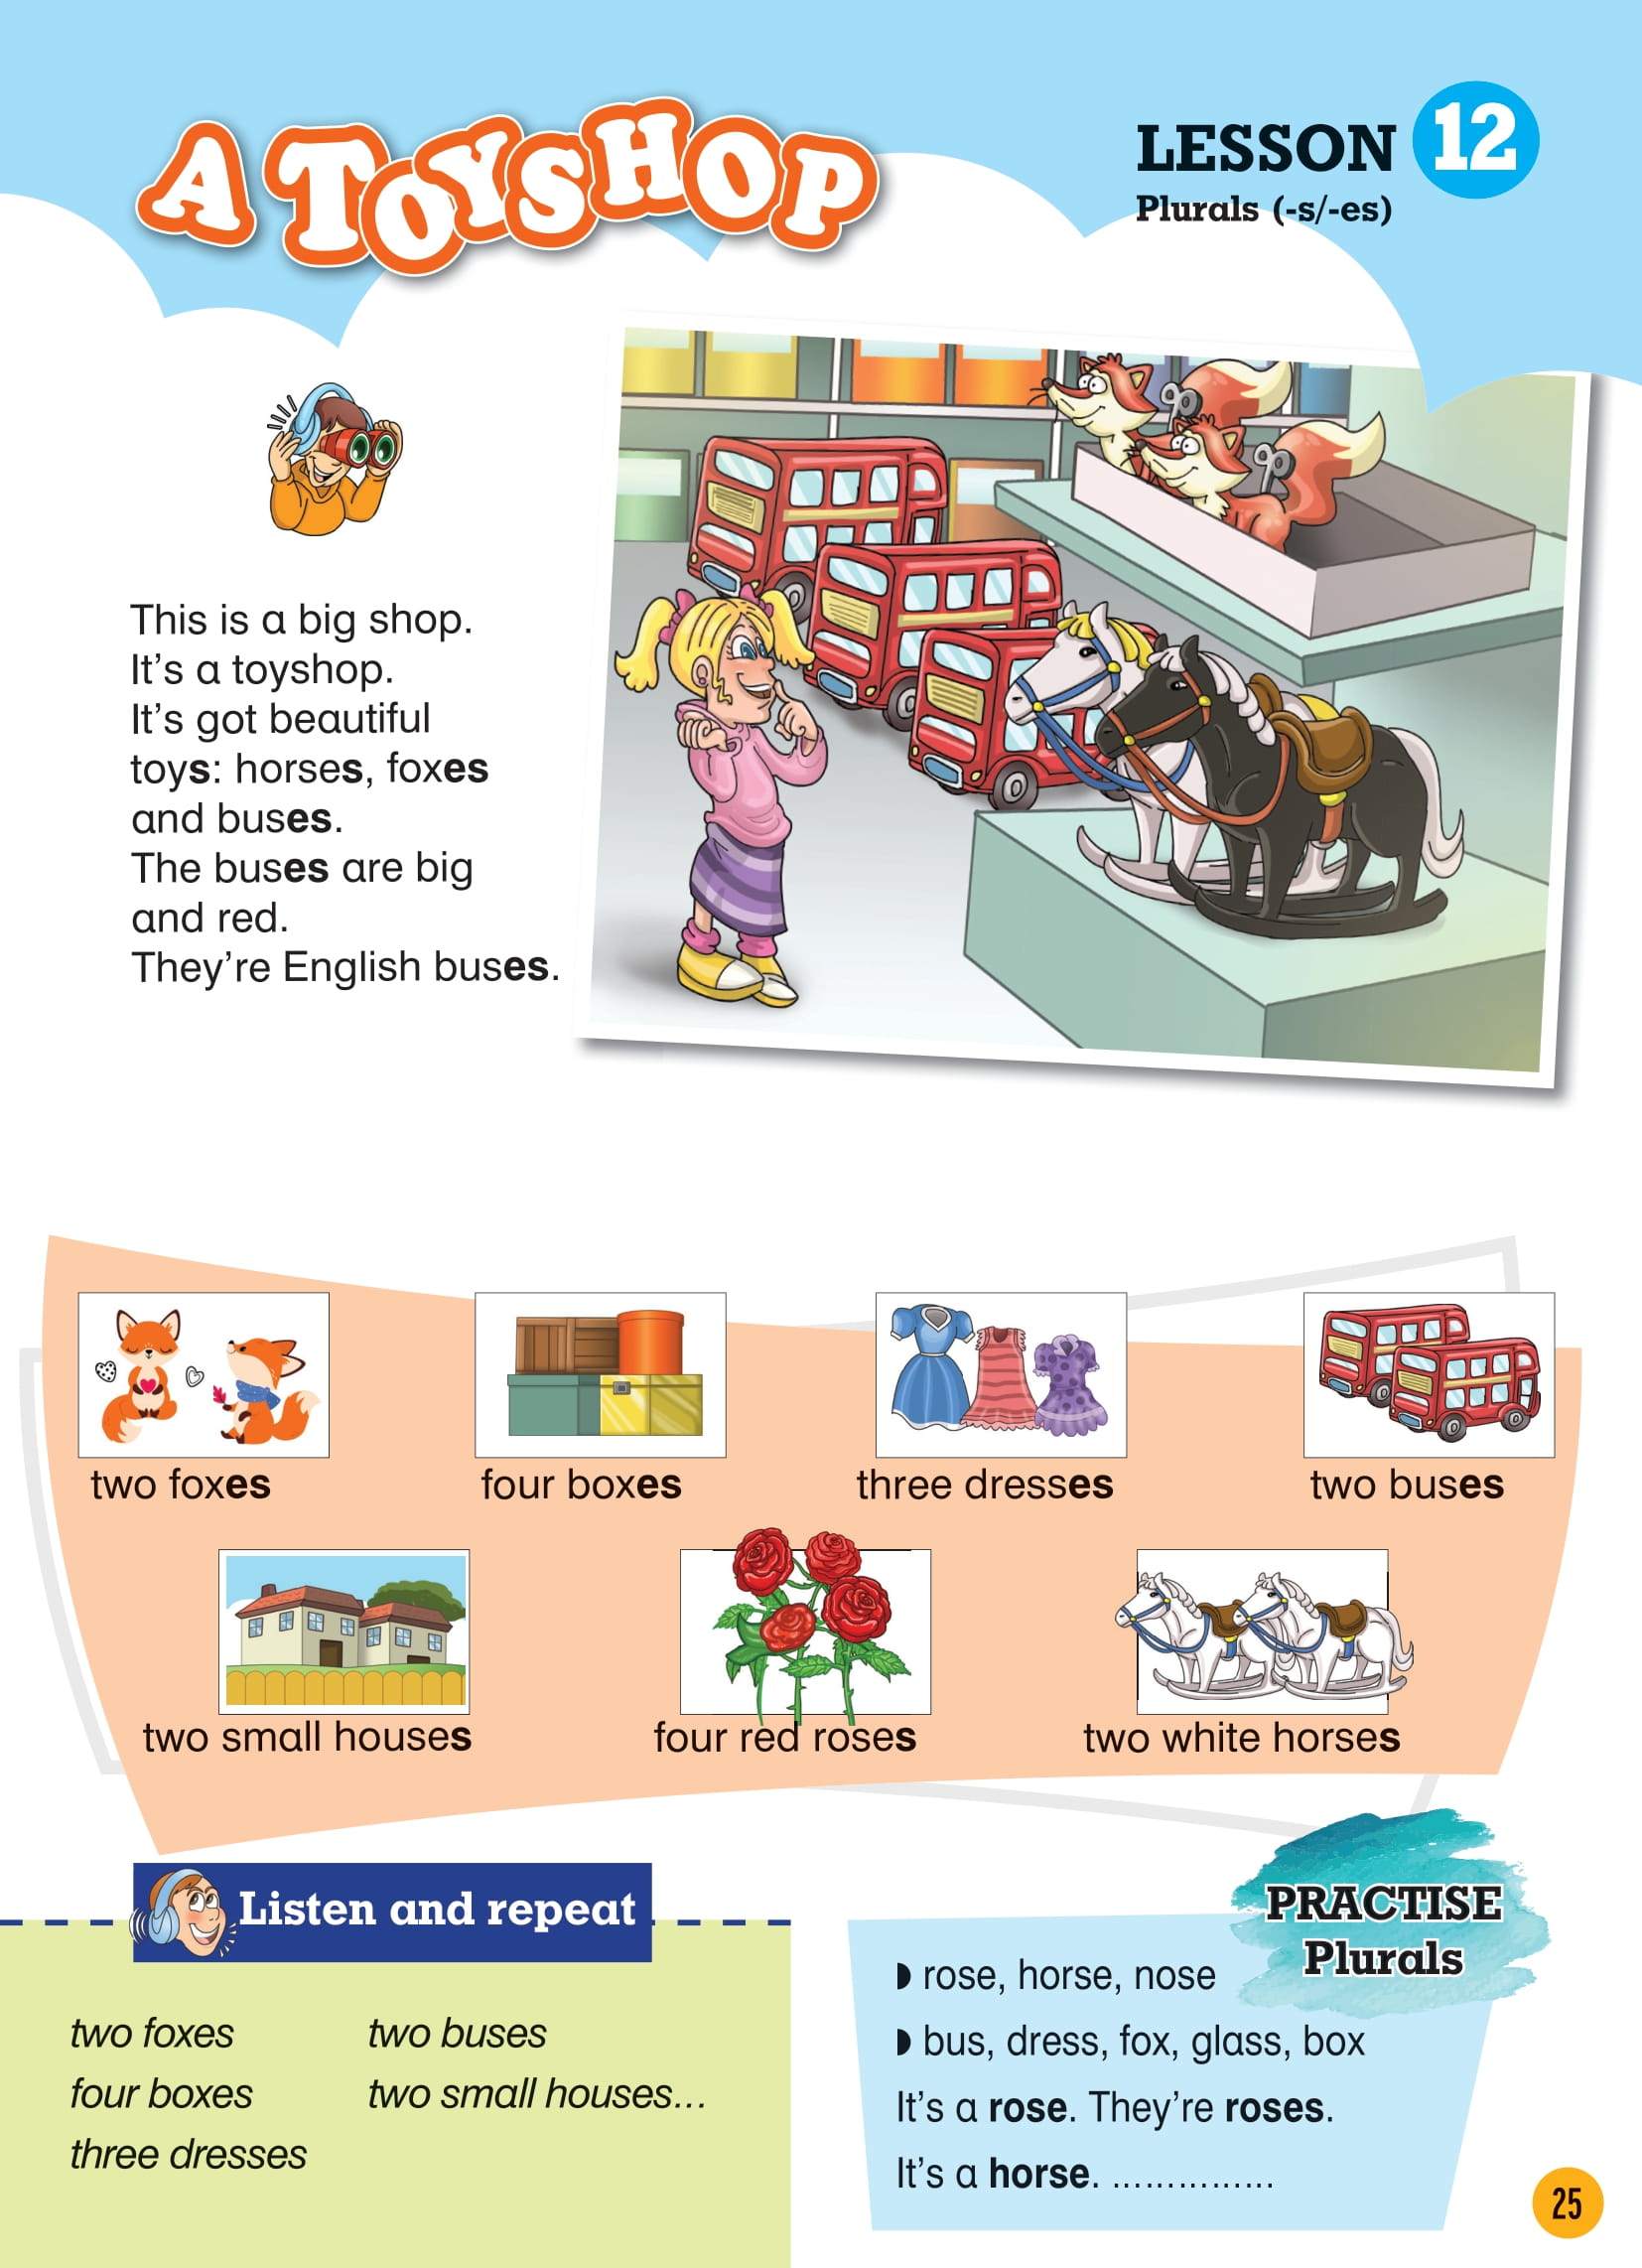 A TOYSHOP
LESSON 12
Plurals (-s/-es)
This is a big shop.
It's a toyshop.
It's got beautiful
toys: horses, foxes
and buses.
The buses are big
and red.
They're English buses.
two foxes
four boxes
three dresses
two buses
two small houses
four red roses
two white horses
Listen and repeat
two foxes
four boxes
three dresses
two buses
two small houses...
PRACTISE
Plurals
◗ rose, horse, nose
◗ bus, dress, fox, glass, box
It's a rose. They're roses.
It's a horse. ...............
25